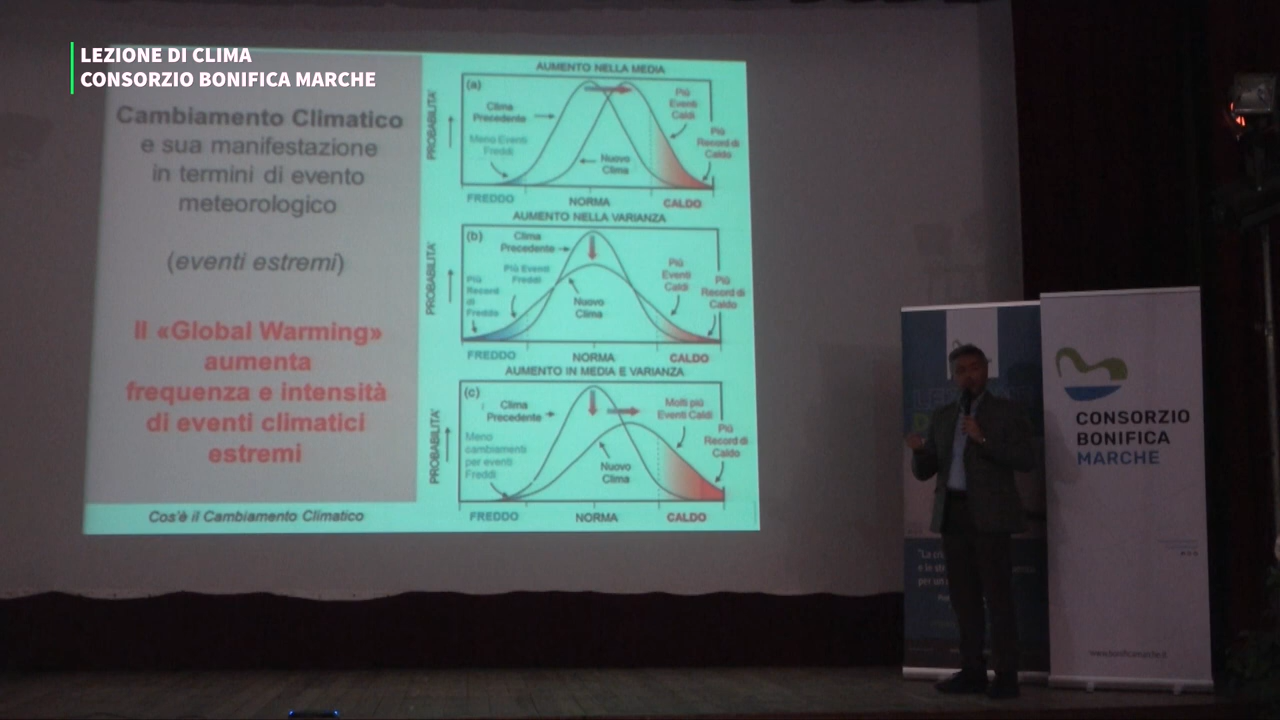 LEZIONE DI CLIMA
CONSORZIO BONIFICA MARCHE
Cambiamento Climatico
e sua manifestazione
in termini di evento
meteorologico
(eventi estremi)
Il «Global Warming»
aumenta
frequenza e intensità
di eventi climatici
estremi
Cos'è il Cambiamento Climatico
AUMENTO NELLA MEDIA
(a)
PROBABILITA'
Clima
Precedente
Meno Eventi
Freddi
Nuovo
Clima
Più
Eventi
Caldi
Più
Record di
Caldo
FREDDO
NORMA
CALDO
AUMENTO NELLA VARIANZA
(b)
PROBABILITA'
Clima
Precedente
Più Eventi
Freddi
Più
Record
di
Freddo
Nuovo
Clima
Più
Eventi
Caldi
Più
Record di
Caldo
FREDDO
NORMA
CALDO
AUMENTO IN MEDIA E VARIANZA
(c)
PROBABILITA'
Clima
Precedente
Meno
cambiamenti
per eventi
Freddi
Nuovo
Clima
Molti più
Eventi Caldi
Più
Record di
Caldo
FREDDO
NORMA
CALDO
CONSORZIO
BONIFICA
MARCHE
www.bonificamarche.it